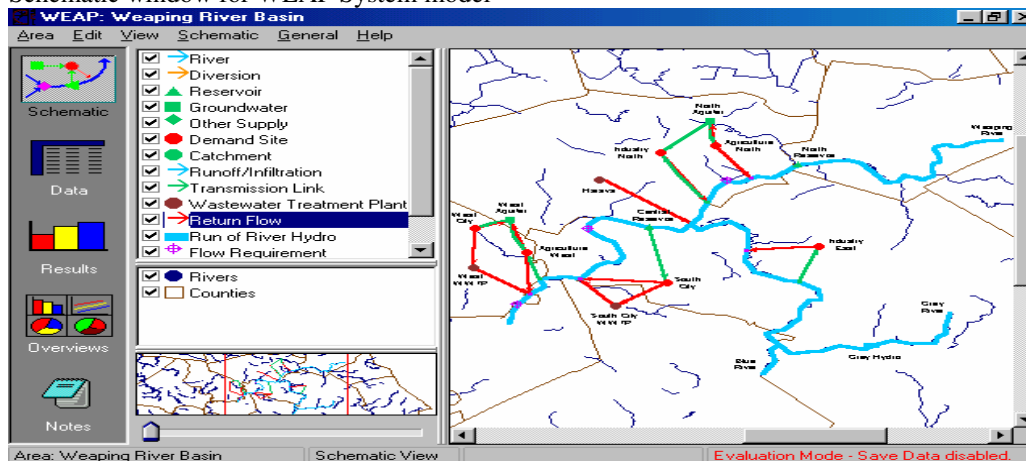 Schematic window for WEAP System model
WEAP: Weaping River Basin
Area Edit View Schematic General Help
Schematic
Data
Results
Overviews
Notes
River
Diversion
Reservoir
Groundwater
Other Supply
Demand Site
Catchment
Runoff/Infiltration
Transmission Link
Wastewater Treatment Plant
Return Flow
Run of River Hydro
Flow Requirement
Rivers
Counties
North
Aquifer
Industry
North
Agriculture
North
North
Reservoir
Weaping
River
Central
Reservoir
West
City
West
Aquifer
Agriculture
West
West
WWTP
South
City
South City
WWTP
Industry
East
Grey
River
Blue
River
Grey Hydro
Area: Weaping River Basin
Schematic View
Evaluation Mode - Save Data disabled.